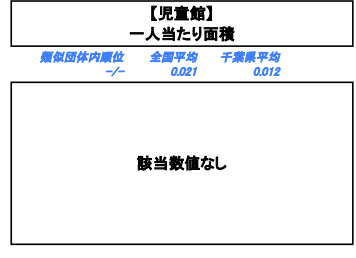 【児童館】
一人当たり面積
類似団体内順位 全国平均 千葉県平均
-/- 0.021 0.012
該当数値なし